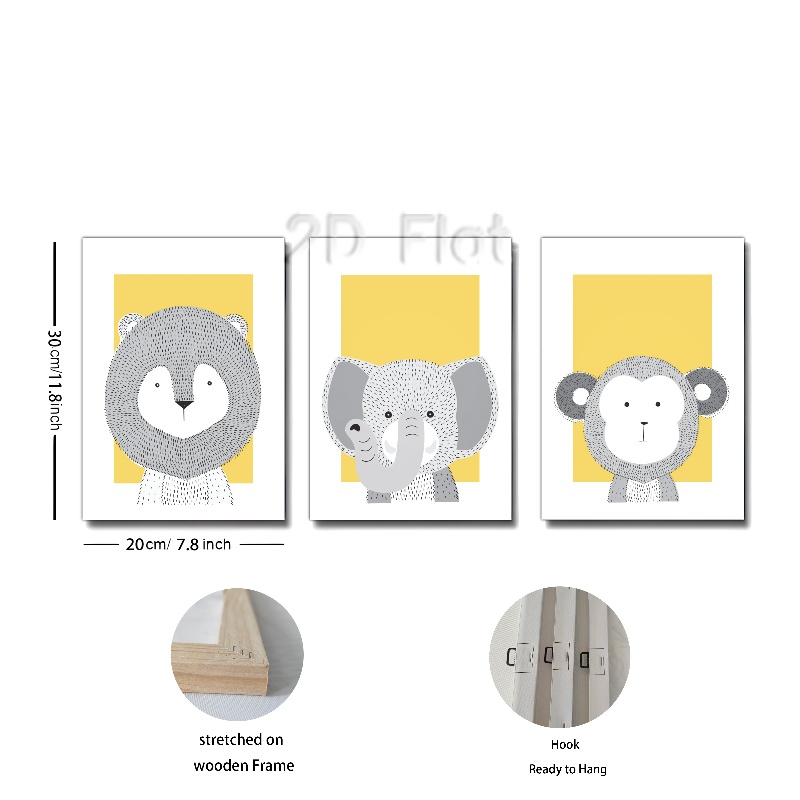 2D Flat
30cm/11.8inch
20cm/ 7.8 inch
stretched on
wooden Frame
Hook
Ready to Hang